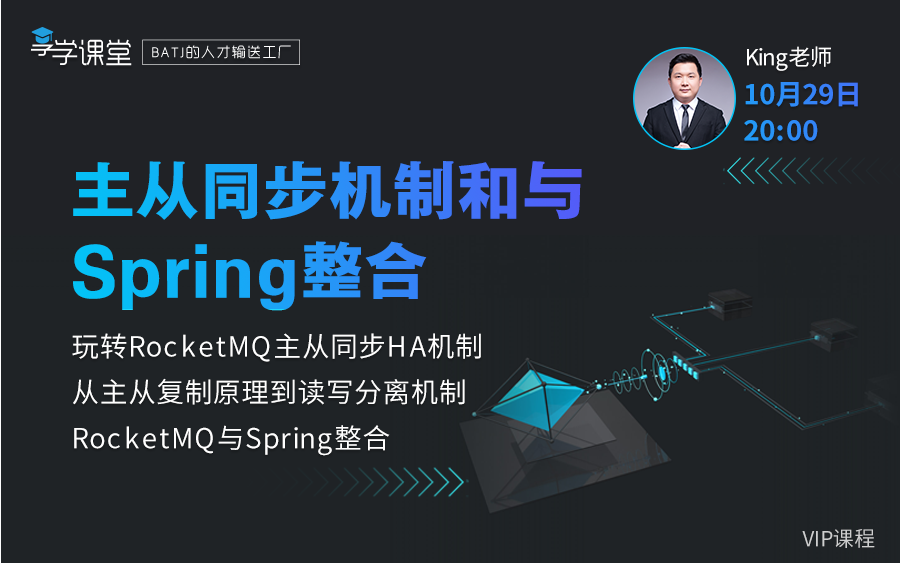 享学课堂
BATJ的人才输送工厂
King老师
10月29日
20:00
主从同步机制和与
Spring整合
玩转RocketMQ主从同步HA机制
从主从复制原理到读写分离机制
RocketMQ与Spring整合
VIP课程